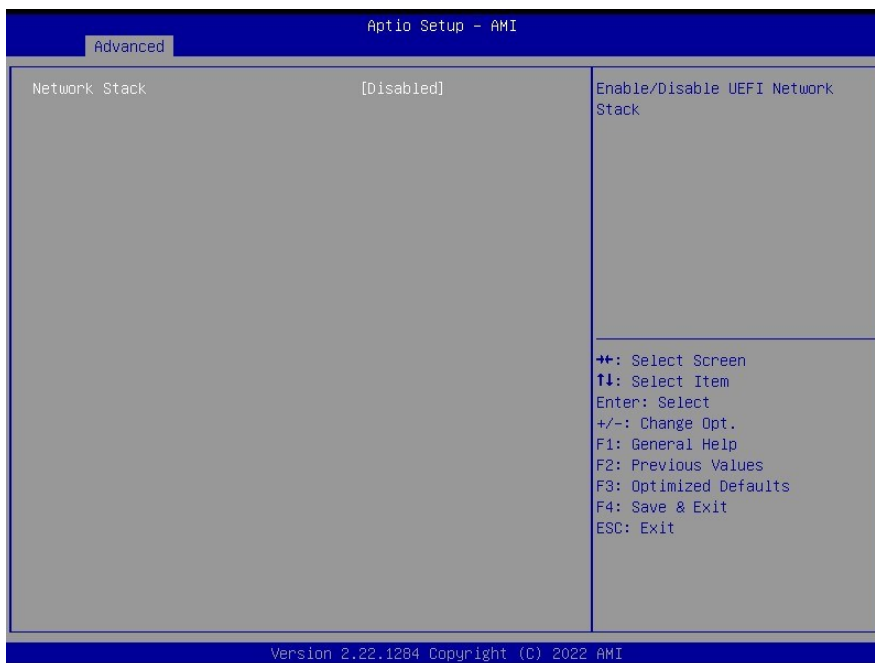 Aptio Setup - AMI
Advanced
Network Stack [Disabled]
Enable/Disable UEFI Network
Stack
→←: Select Screen
↑↓: Select Item
Enter: Select
+/-: Change Opt.
F1: General Help
F2: Previous Values
F3: Optimized Defaults
F4: Save & Exit
ESC: Exit
Version 2.22.1284 Copyright (C) 2022 AMI